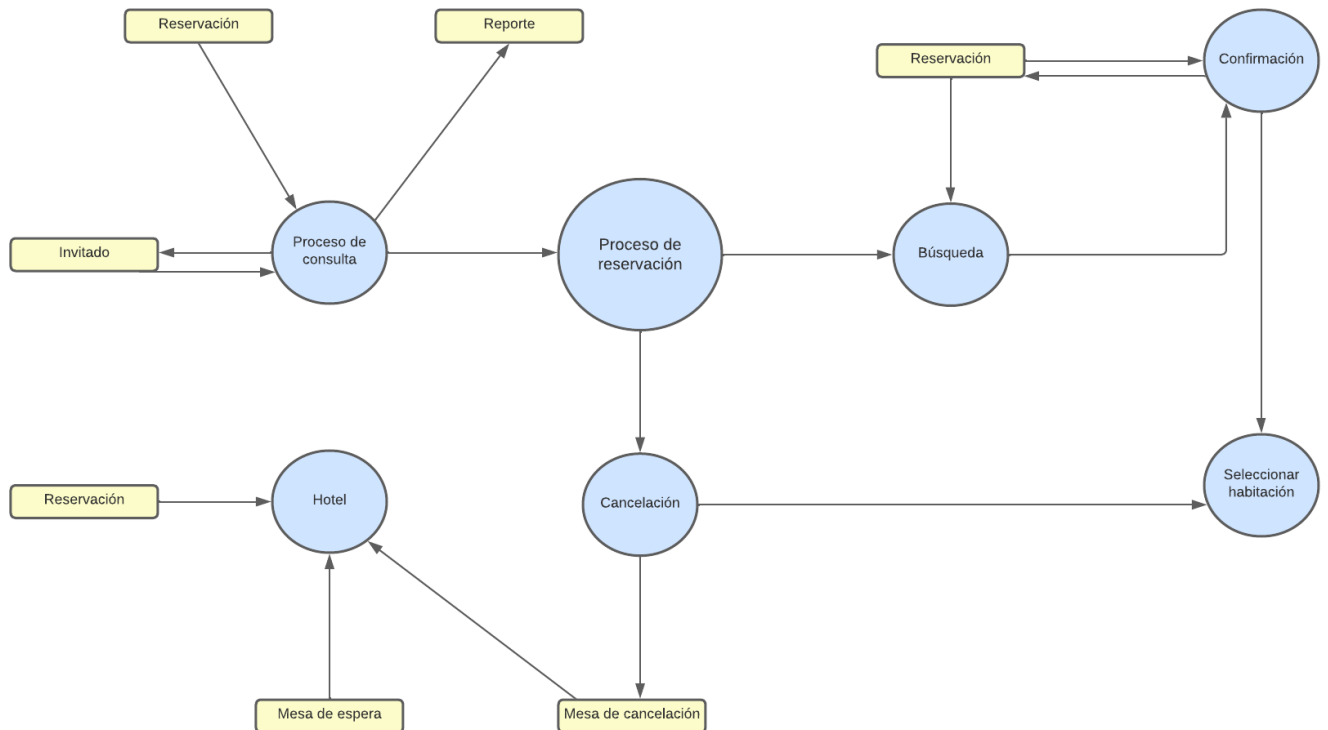 Reservación
Reporte
Reservación
Confirmación
Invitado
Proceso de
consulta
Proceso de
reservación
Búsqueda
Reservación
Hotel
Cancelación
Seleccionar
habitación
Mesa de espera
Mesa de cancelación